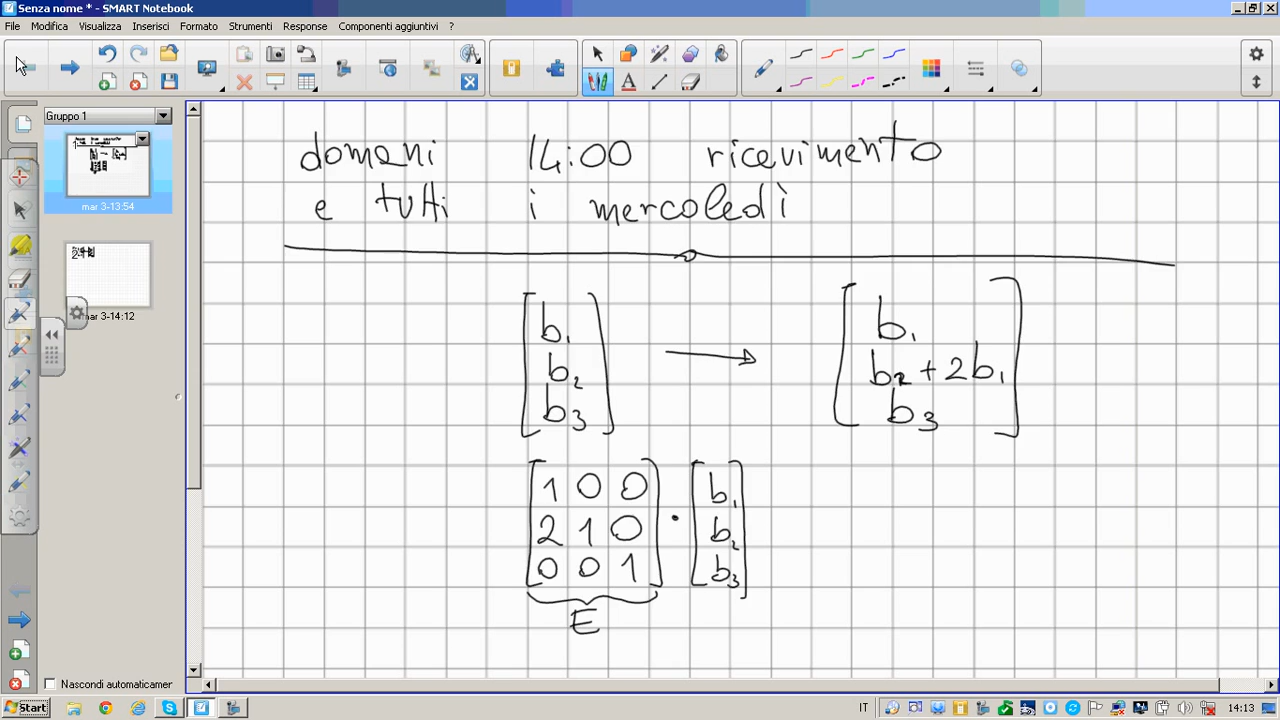 Senza nome * - SMART Notebook
File Modifica Visualizza Inserisci Formato Strumenti Response Componenti aggiuntivi ?
Gruppo 1
mar 3-13:54
mar 3-14:12
domani 14:00 ricevimento
e tutti i mercoledì
b1 b1
b2 → b2 + 2b1
b3 b3
1 0 0 b1
2 1 0 · b2
0 0 1 b3
E
Nascondi automaticamer
Start IT 14:13